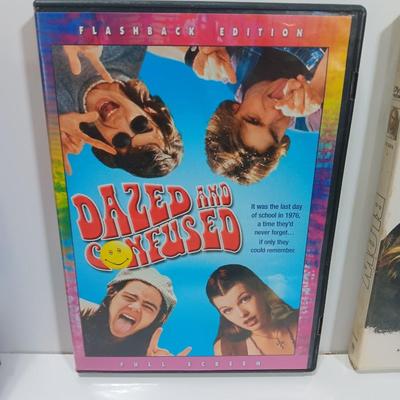 FLASHBACK EDITION
DAZED AND
CONFUSED
It was the last day
of school in 1976,
a time they'd
never forget...
if only they
could remember.
FULL SCREEN